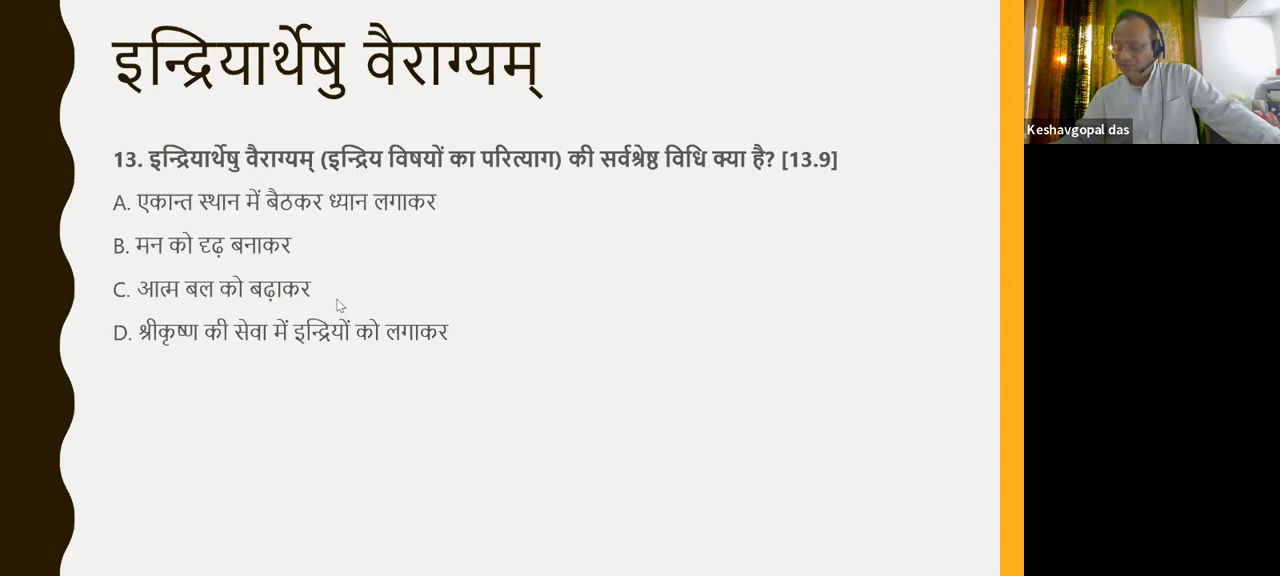 इन्द्रियार्थेषु वैराग्यम्
13. इन्द्रियार्थेषु वैराग्यम् (इन्द्रिय विषयों का परित्याग) की सर्वश्रेष्ठ विधि क्या है? [13.9]
A. एकान्त स्थान में बैठकर ध्यान लगाकर
B. मन को दृढ़ बनाकर
C. आत्म बल को बढ़ाकर
D. श्रीकृष्ण की सेवा में इन्द्रियों को लगाकर
Keshavgopal das